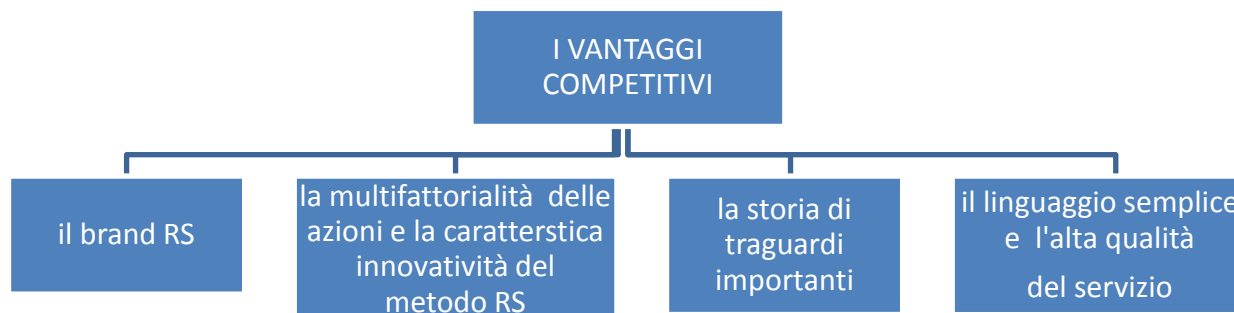 I VANTAGGI
COMPETITIVI
il brand RS
la multifattorialità delle
azioni e la caratterstica
innovatività del
metodo RS
la storia di
traguardi
importanti
il linguaggio semplice
e l'alta qualità
del servizio